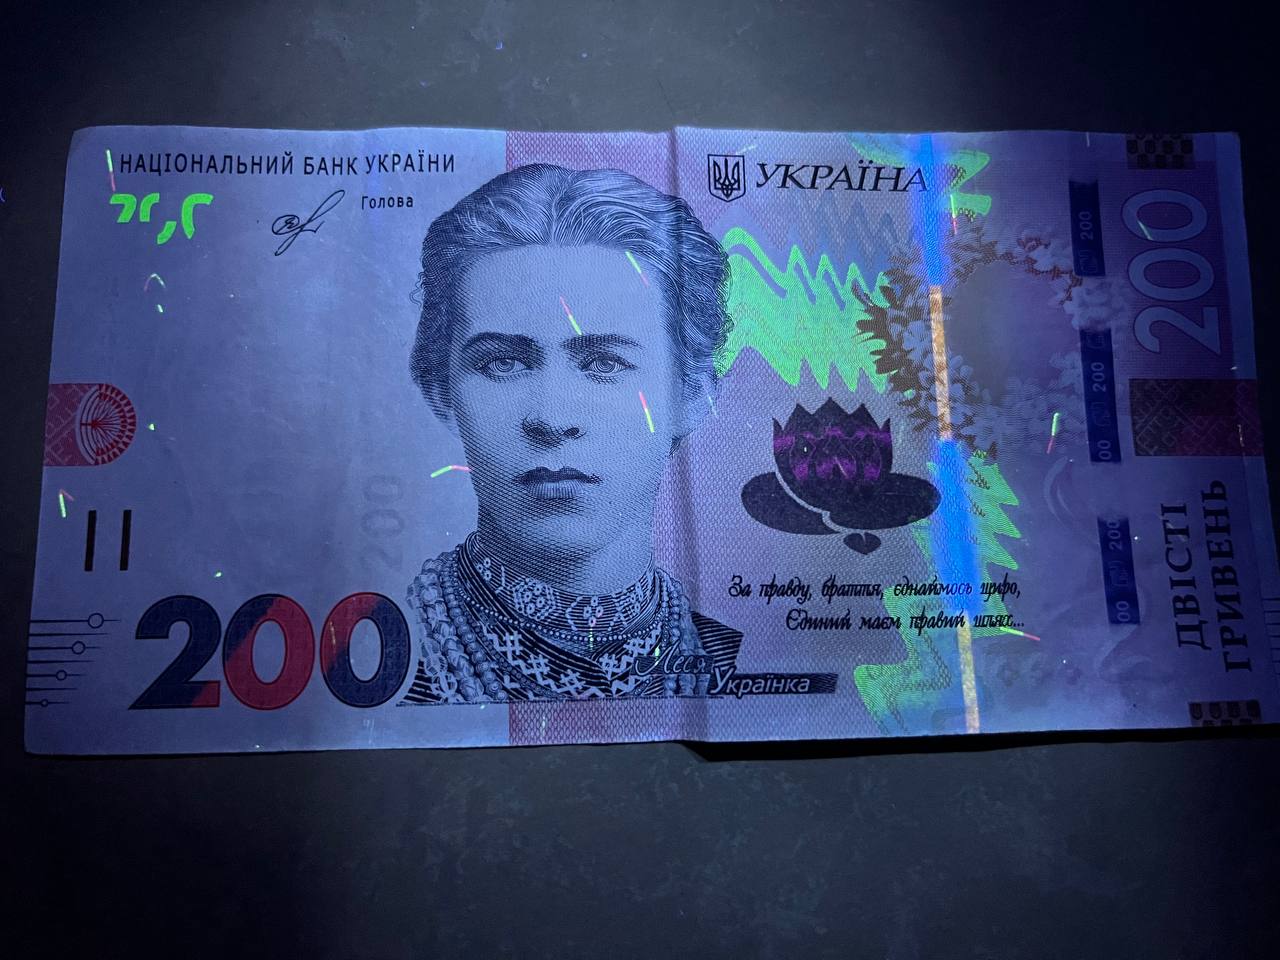 НАЦІОНАЛЬНИЙ БАНК УКРАЇНИ
Голова
УКРАЇНА
200
200
200
200
200
200
За правду, браття, єднаймось щиро,
Єдиний маєм правий шлях...
ДВІСТІ
ГРИВЕНЬ
Леся
Українка